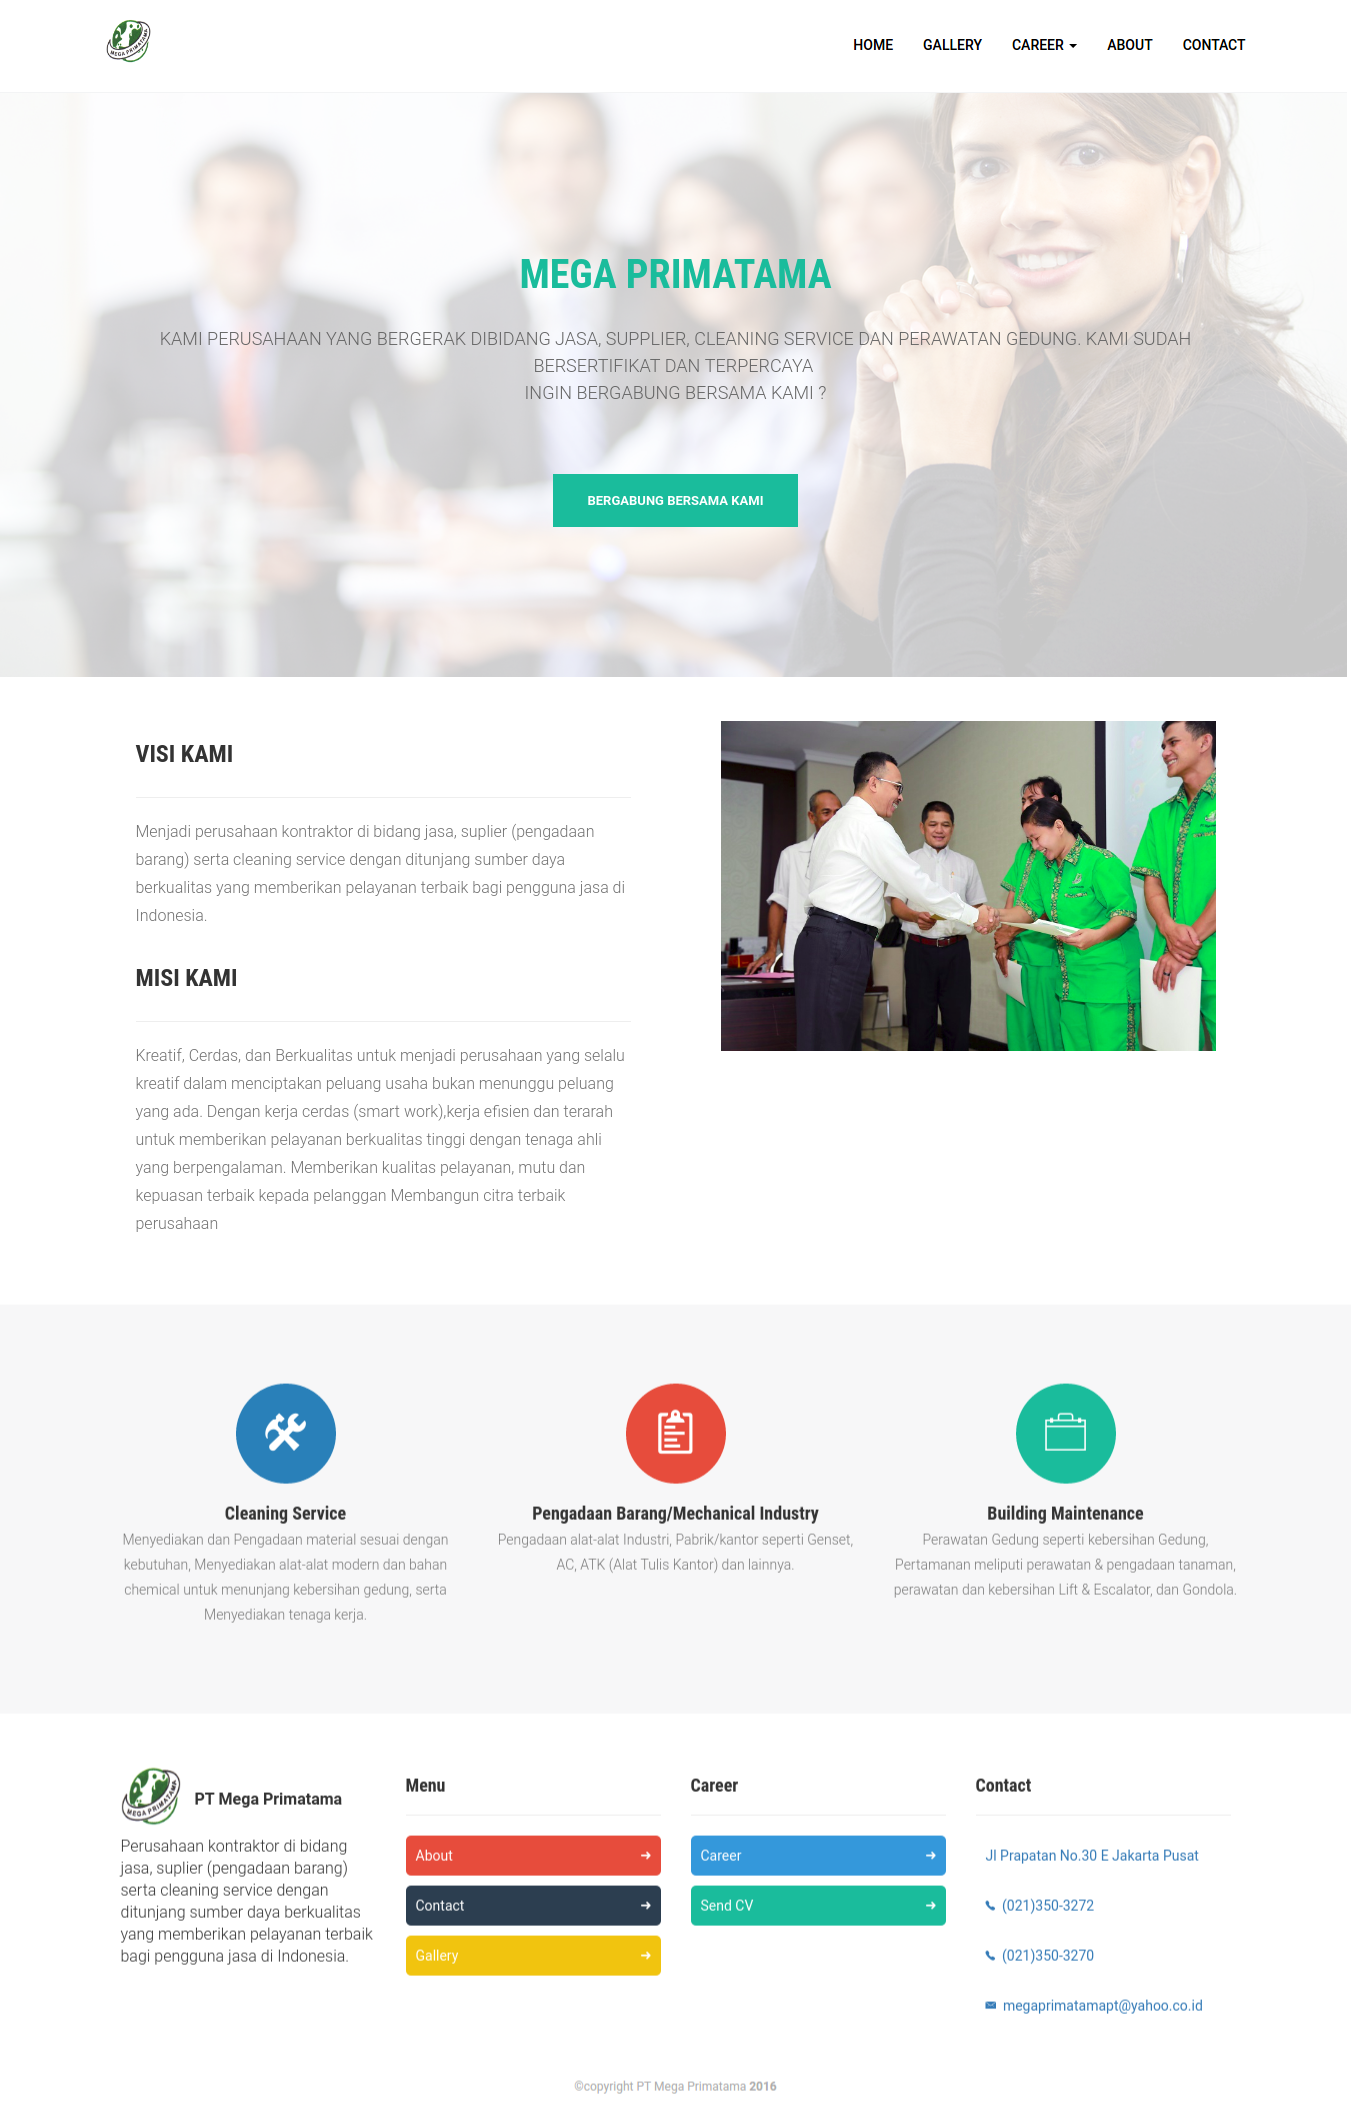 MEGA PRIMATAMA
HOME
GALLERY
CAREER
ABOUT
CONTACT
MEGA PRIMATAMA
KAMI PERUSAHAAN YANG BERGERAK DIBIDANG JASA, SUPPLIER, CLEANING SERVICE DAN PERAWATAN GEDUNG. KAMI SUDAH
BERSERTIFIKAT DAN TERPERCAYA
INGIN BERGABUNG BERSAMA KAMI ?
BERGABUNG BERSAMA KAMI
VISI KAMI
Menjadi perusahaan kontraktor di bidang jasa, suplier (pengadaan
barang) serta cleaning service dengan ditunjang sumber daya
berkualitas yang memberikan pelayanan terbaik bagi pengguna jasa di
Indonesia.
MISI KAMI
Kreatif, Cerdas, dan Berkualitas untuk menjadi perusahaan yang selalu
kreatif dalam menciptakan peluang usaha bukan menunggu peluang
yang ada. Dengan kerja cerdas (smart work),kerja efisien dan terarah
untuk memberikan pelayanan berkualitas tinggi dengan tenaga ahli
yang berpengalaman. Memberikan kualitas pelayanan, mutu dan
kepuasan terbaik kepada pelanggan Membangun citra terbaik
perusahaan
Cleaning Service
Menyediakan dan Pengadaan material sesuai dengan
kebutuhan, Menyediakan alat-alat modern dan bahan
chemical untuk menunjang kebersihan gedung, serta
Menyediakan tenaga kerja.
Pengadaan Barang/Mechanical Industry
Pengadaan alat-alat Industri, Pabrik/kantor seperti Genset,
AC, ATK (Alat Tulis Kantor) dan lainnya.
Building Maintenance
Perawatan Gedung seperti kebersihan Gedung,
Pertamanan meliputi perawatan & pengadaan tanaman,
perawatan dan kebersihan Lift & Escalator, dan Gondola.
MEGA PRIMATAMA
PT Mega Primatama
Perusahaan kontraktor di bidang
jasa, suplier (pengadaan barang)
serta cleaning service dengan
ditunjang sumber daya berkualitas
yang memberikan pelayanan terbaik
bagi pengguna jasa di Indonesia.
Menu
About
Contact
Gallery
Career
Career
Send CV
Contact
Jl Prapatan No.30 E Jakarta Pusat
(021)350-3272
(021)350-3270
megaprimatamapt@yahoo.co.id
©copyright PT Mega Primatama 2016